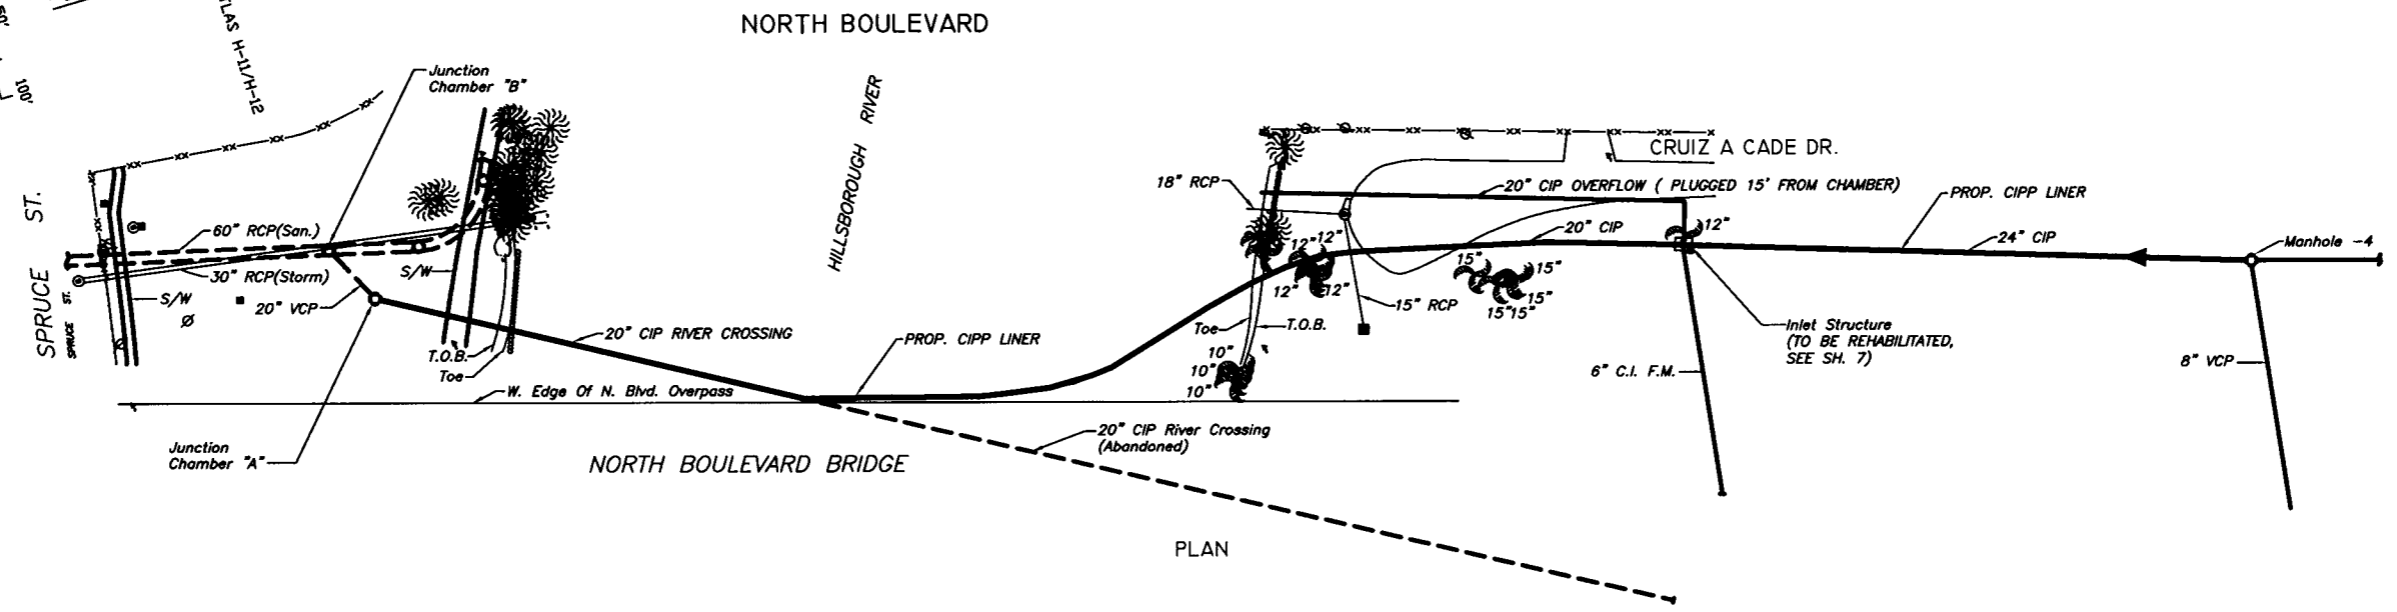 NORTH BOULEVARD
100'
TLAS H-11/H-12
Junction
Chamber "B"
HILLSBOROUGH RIVER
CRUIZ A CADE DR.
18" RCP
20" CIP OVERFLOW ( PLUGGED 15' FROM CHAMBER)
PROP. CIPP LINER
SPRUCE ST.
60" RCP(San.)
12"
20" CIP
24" CIP
Manhole -4
12"
12"
S/W
30" RCP(Storm)
15"
15"
S/W
12"
12"
15"
15"
15"
20" VCP
15" RCP
SPRUCE ST.
20" CIP RIVER CROSSING
PROP. CIPP LINER
Toe
T.O.B.
Inlet Structure
(TO BE REHABILITATED,
SEE SH. 7)
T.O.B.
Toe
10"
10"
10"
6" C.I. F.M.
8" VCP
W. Edge Of N. Blvd. Overpass
20" CIP River Crossing
(Abandoned)
Junction
Chamber "A"
NORTH BOULEVARD BRIDGE
PLAN